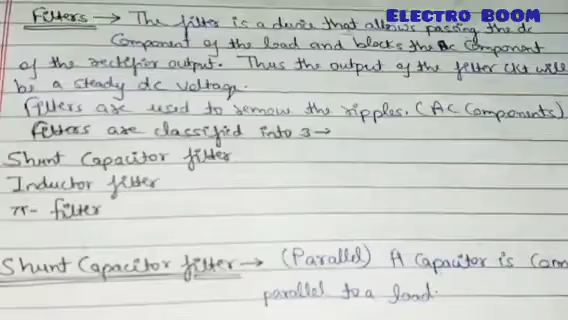 ELECTRO BOOM
Filters → The filter is a device that allows passing the dc
Component of the load and blocks the ac component
of the rectifier output. Thus the output of the filter ckt will
be a steady dc voltage.
Filters are used to remove the ripples. (AC Components)
Filters are classified into 3 →
Shunt Capacitor filter
Inductor filter
π- filter
Shunt Capacitor filter → (Parallel) A Capacitor is Con
parallel to a load.